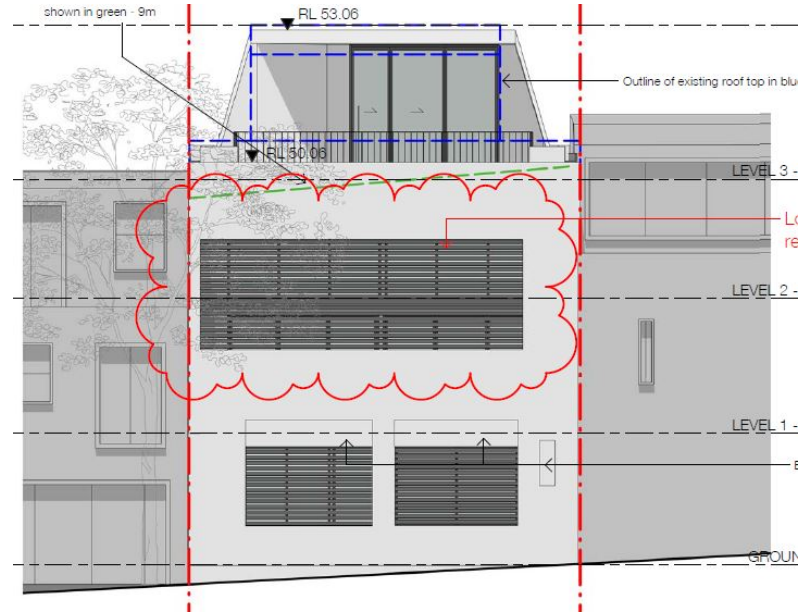 shown in green - 9m
RL 53.06
Outline of existing roof top in blu
RL 50.06
LEVEL 3 -
Lo
re
LEVEL 2 -
LEVEL 1 -
E
GROUN